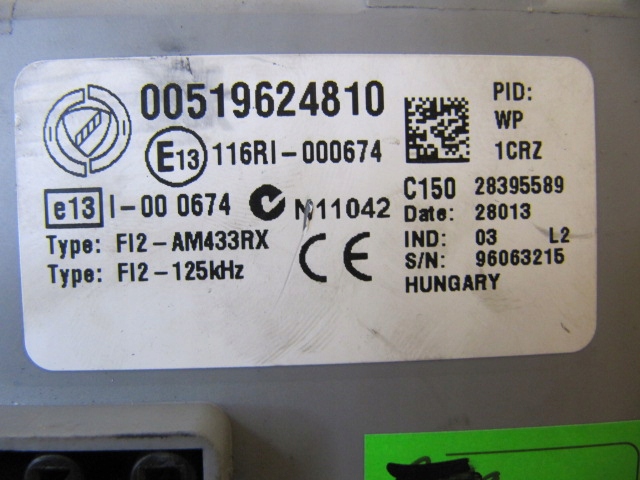 00519624810
E13 116RI-000674
e13 I-00 0674 N11042
Type: FI2-AM433RX
Type: FI2-125kHz
CE
PID:
WP
1CRZ
C150 28395589
Date: 28013
IND: 03 L2
S/N: 96063215
HUNGARY